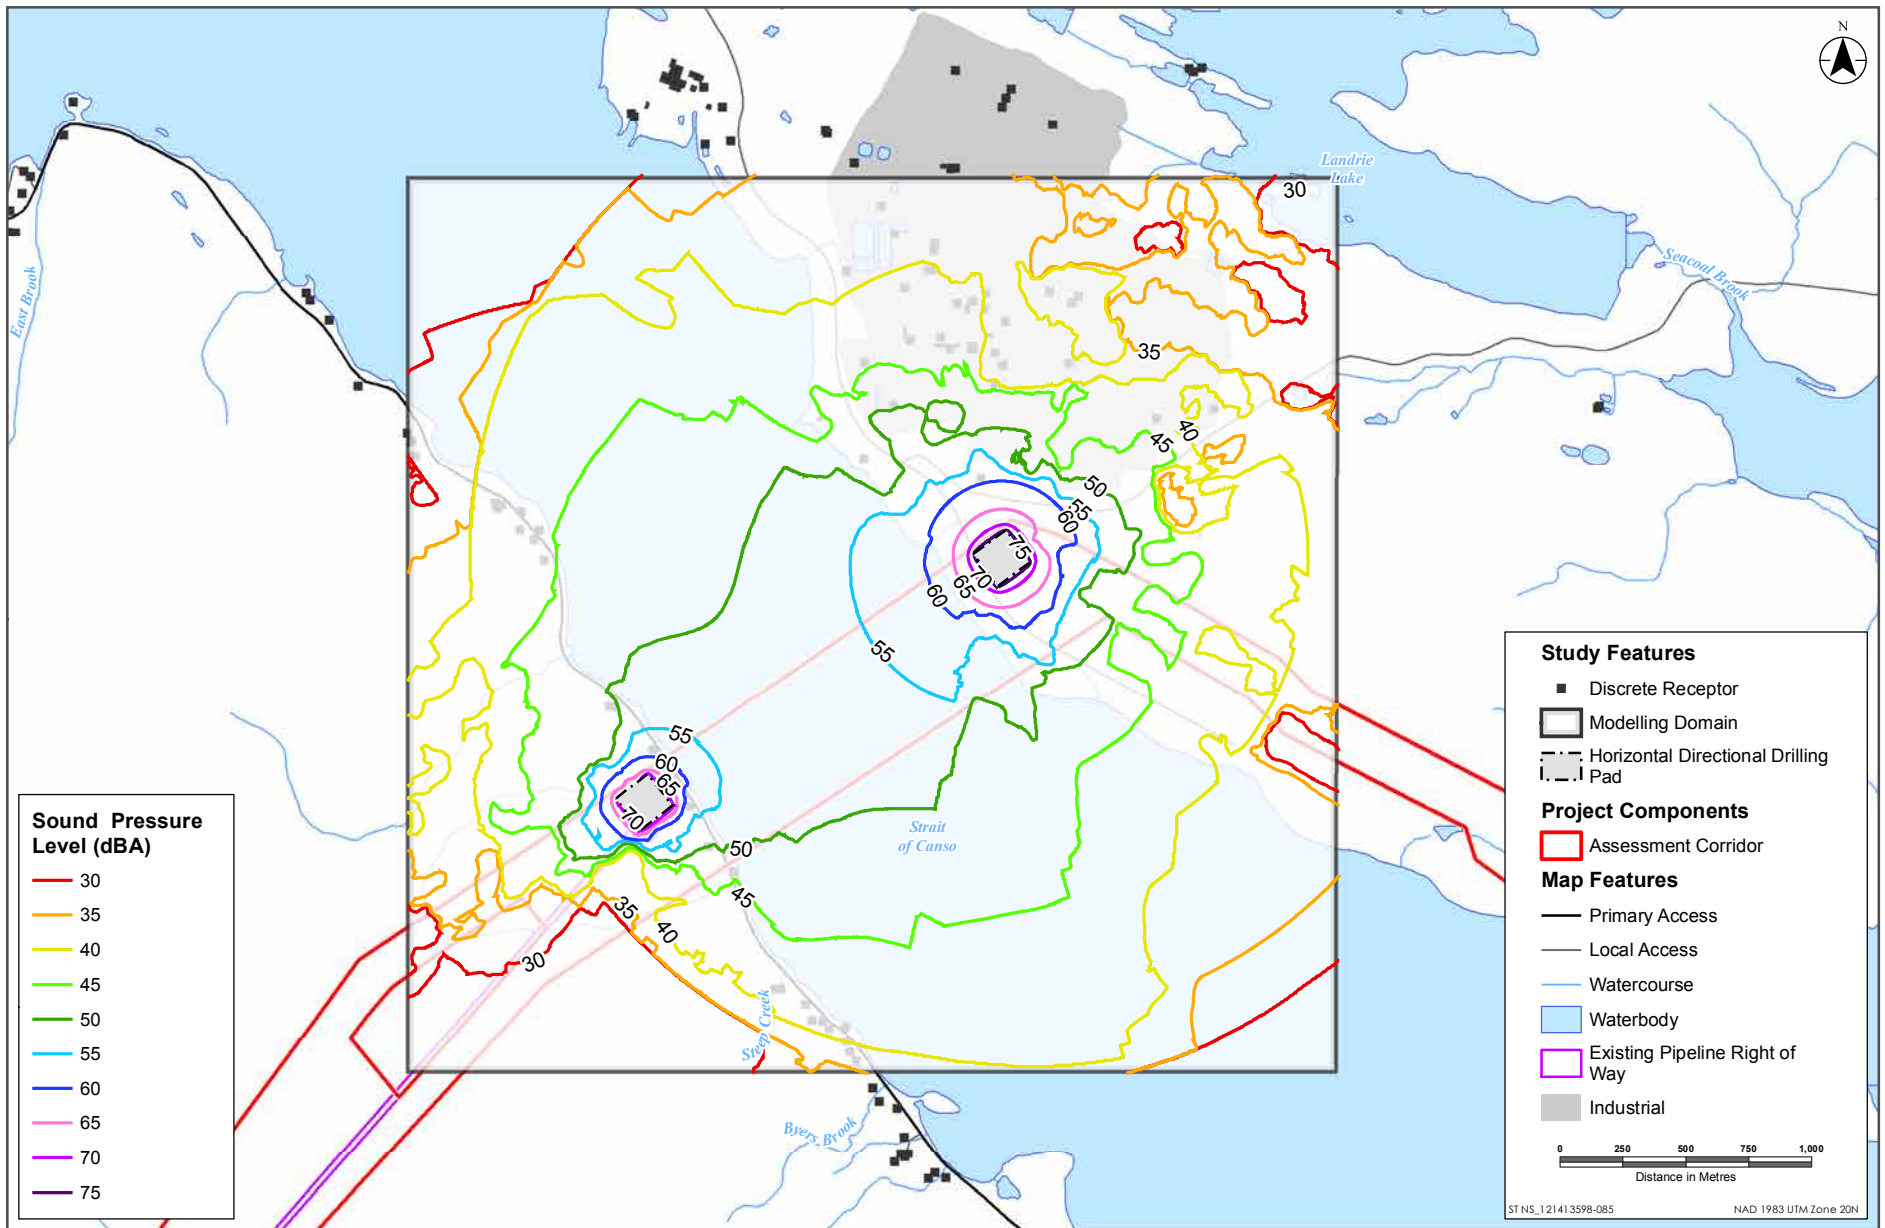 N
Landrie
Lake
30
Seacoal Brook
East Brook
35
40
45
50
55
60
75
70
65
60
55
55
60
65
70
50
45
Strait
of Canso
35
40
30
Steep Creek
Byers Brook
Sound Pressure
Level (dBA)
30
35
40
45
50
55
60
65
70
75
Study Features
Discrete Receptor
Modelling Domain
Horizontal Directional Drilling
Pad
Project Components
Assessment Corridor
Map Features
Primary Access
Local Access
Watercourse
Waterbody
Existing Pipeline Right of
Way
Industrial
0 250 500 750 1,000
Distance in Metres
ST NS_121413598-085 NAD 1983 UTM Zone 20N